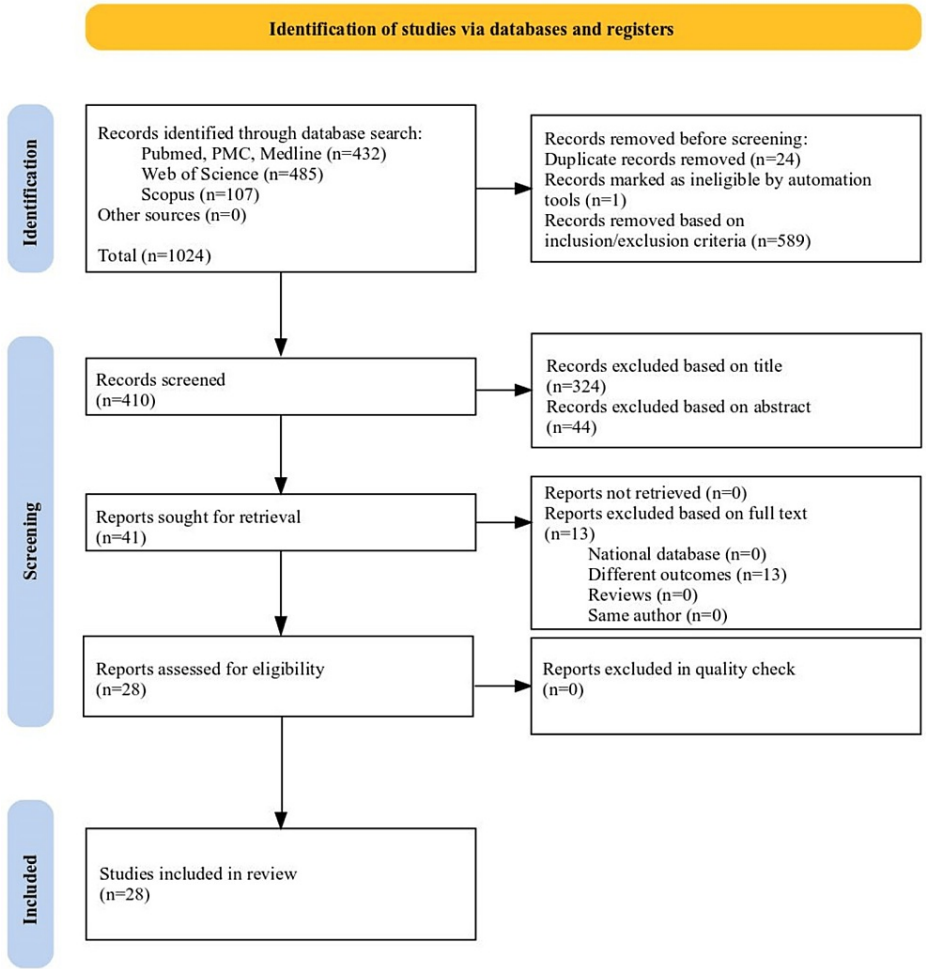 Identification of studies via databases and registers
Identification
Records identified through database search:
Pubmed, PMC, Medline (n=432)
Web of Science (n=485)
Scopus (n=107)
Other sources (n=0)
Total (n=1024)
Records removed before screening:
Duplicate records removed (n=24)
Records marked as ineligible by automation
tools (n=1)
Records removed based on
inclusion/exclusion criteria (n=589)
Screening
Records screened
(n=410)
Records excluded based on title
(n=324)
Records excluded based on abstract
(n=44)
Reports sought for retrieval
(n=41)
Reports not retrieved (n=0)
Reports excluded based on full text
(n=13)
National database (n=0)
Different outcomes (n=13)
Reviews (n=0)
Same author (n=0)
Reports assessed for eligibility
(n=28)
Reports excluded in quality check
(n=0)
Included
Studies included in review
(n=28)